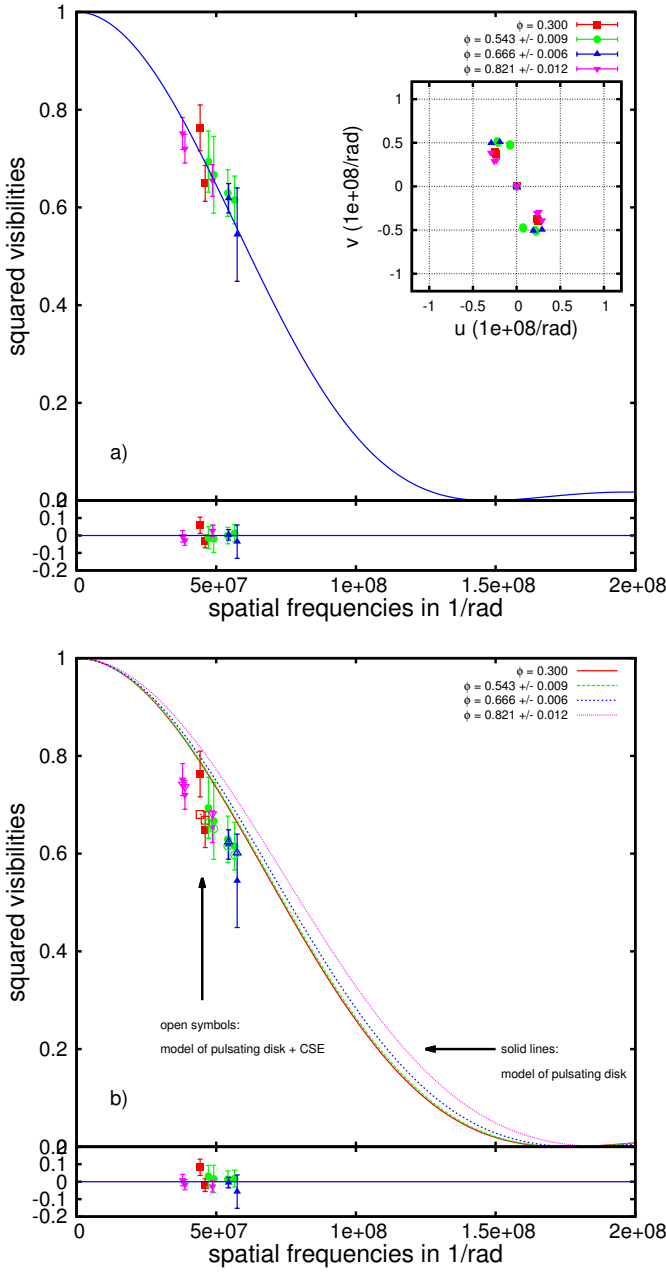 1
0.8
0.6
0.4
0.2
0
squared visibilities
a)
ϕ = 0.300
ϕ = 0.543 +/- 0.009
ϕ = 0.666 +/- 0.006
ϕ = 0.821 +/- 0.012
1
0.5
0
-0.5
-1
v (1e+08/rad)
-1 -0.5 0 0.5 1
u (1e+08/rad)
0.2
0.1
0
-0.1
-0.2
0 5e+07 1e+08 1.5e+08 2e+08
spatial frequencies in 1/rad
1
0.8
0.6
0.4
0.2
0
squared visibilities
ϕ = 0.300
ϕ = 0.543 +/- 0.009
ϕ = 0.666 +/- 0.006
ϕ = 0.821 +/- 0.012
open symbols:
model of pulsating disk + CSE
solid lines:
model of pulsating disk
b)
0.2
0.1
0
-0.1
-0.2
0 5e+07 1e+08 1.5e+08 2e+08
spatial frequencies in 1/rad